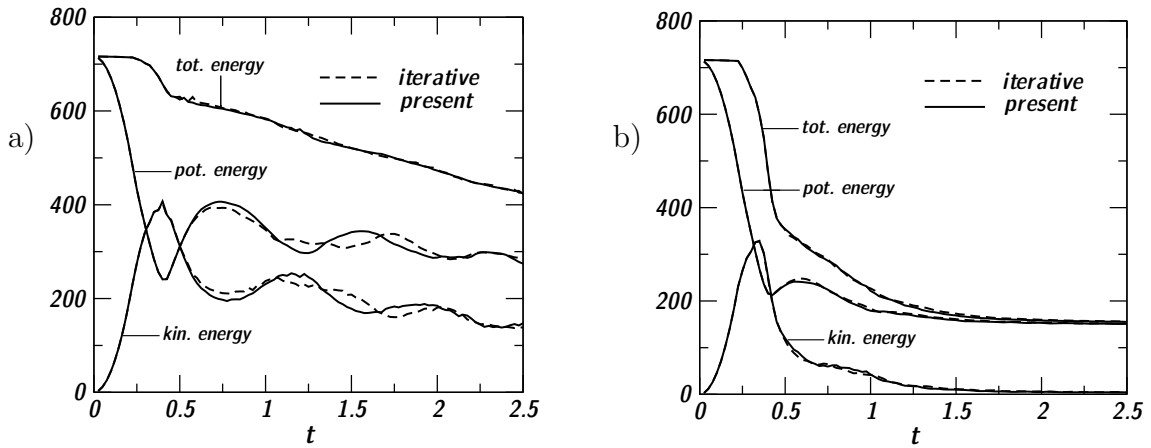 a)
800
600
400
200
0
tot. energy
iterative
present
pot. energy
kin. energy
0 0.5 1 1.5 2 2.5
t
b)
800
600
400
200
0
iterative
present
tot. energy
pot. energy
kin. energy
0 0.5 1 1.5 2 2.5
t